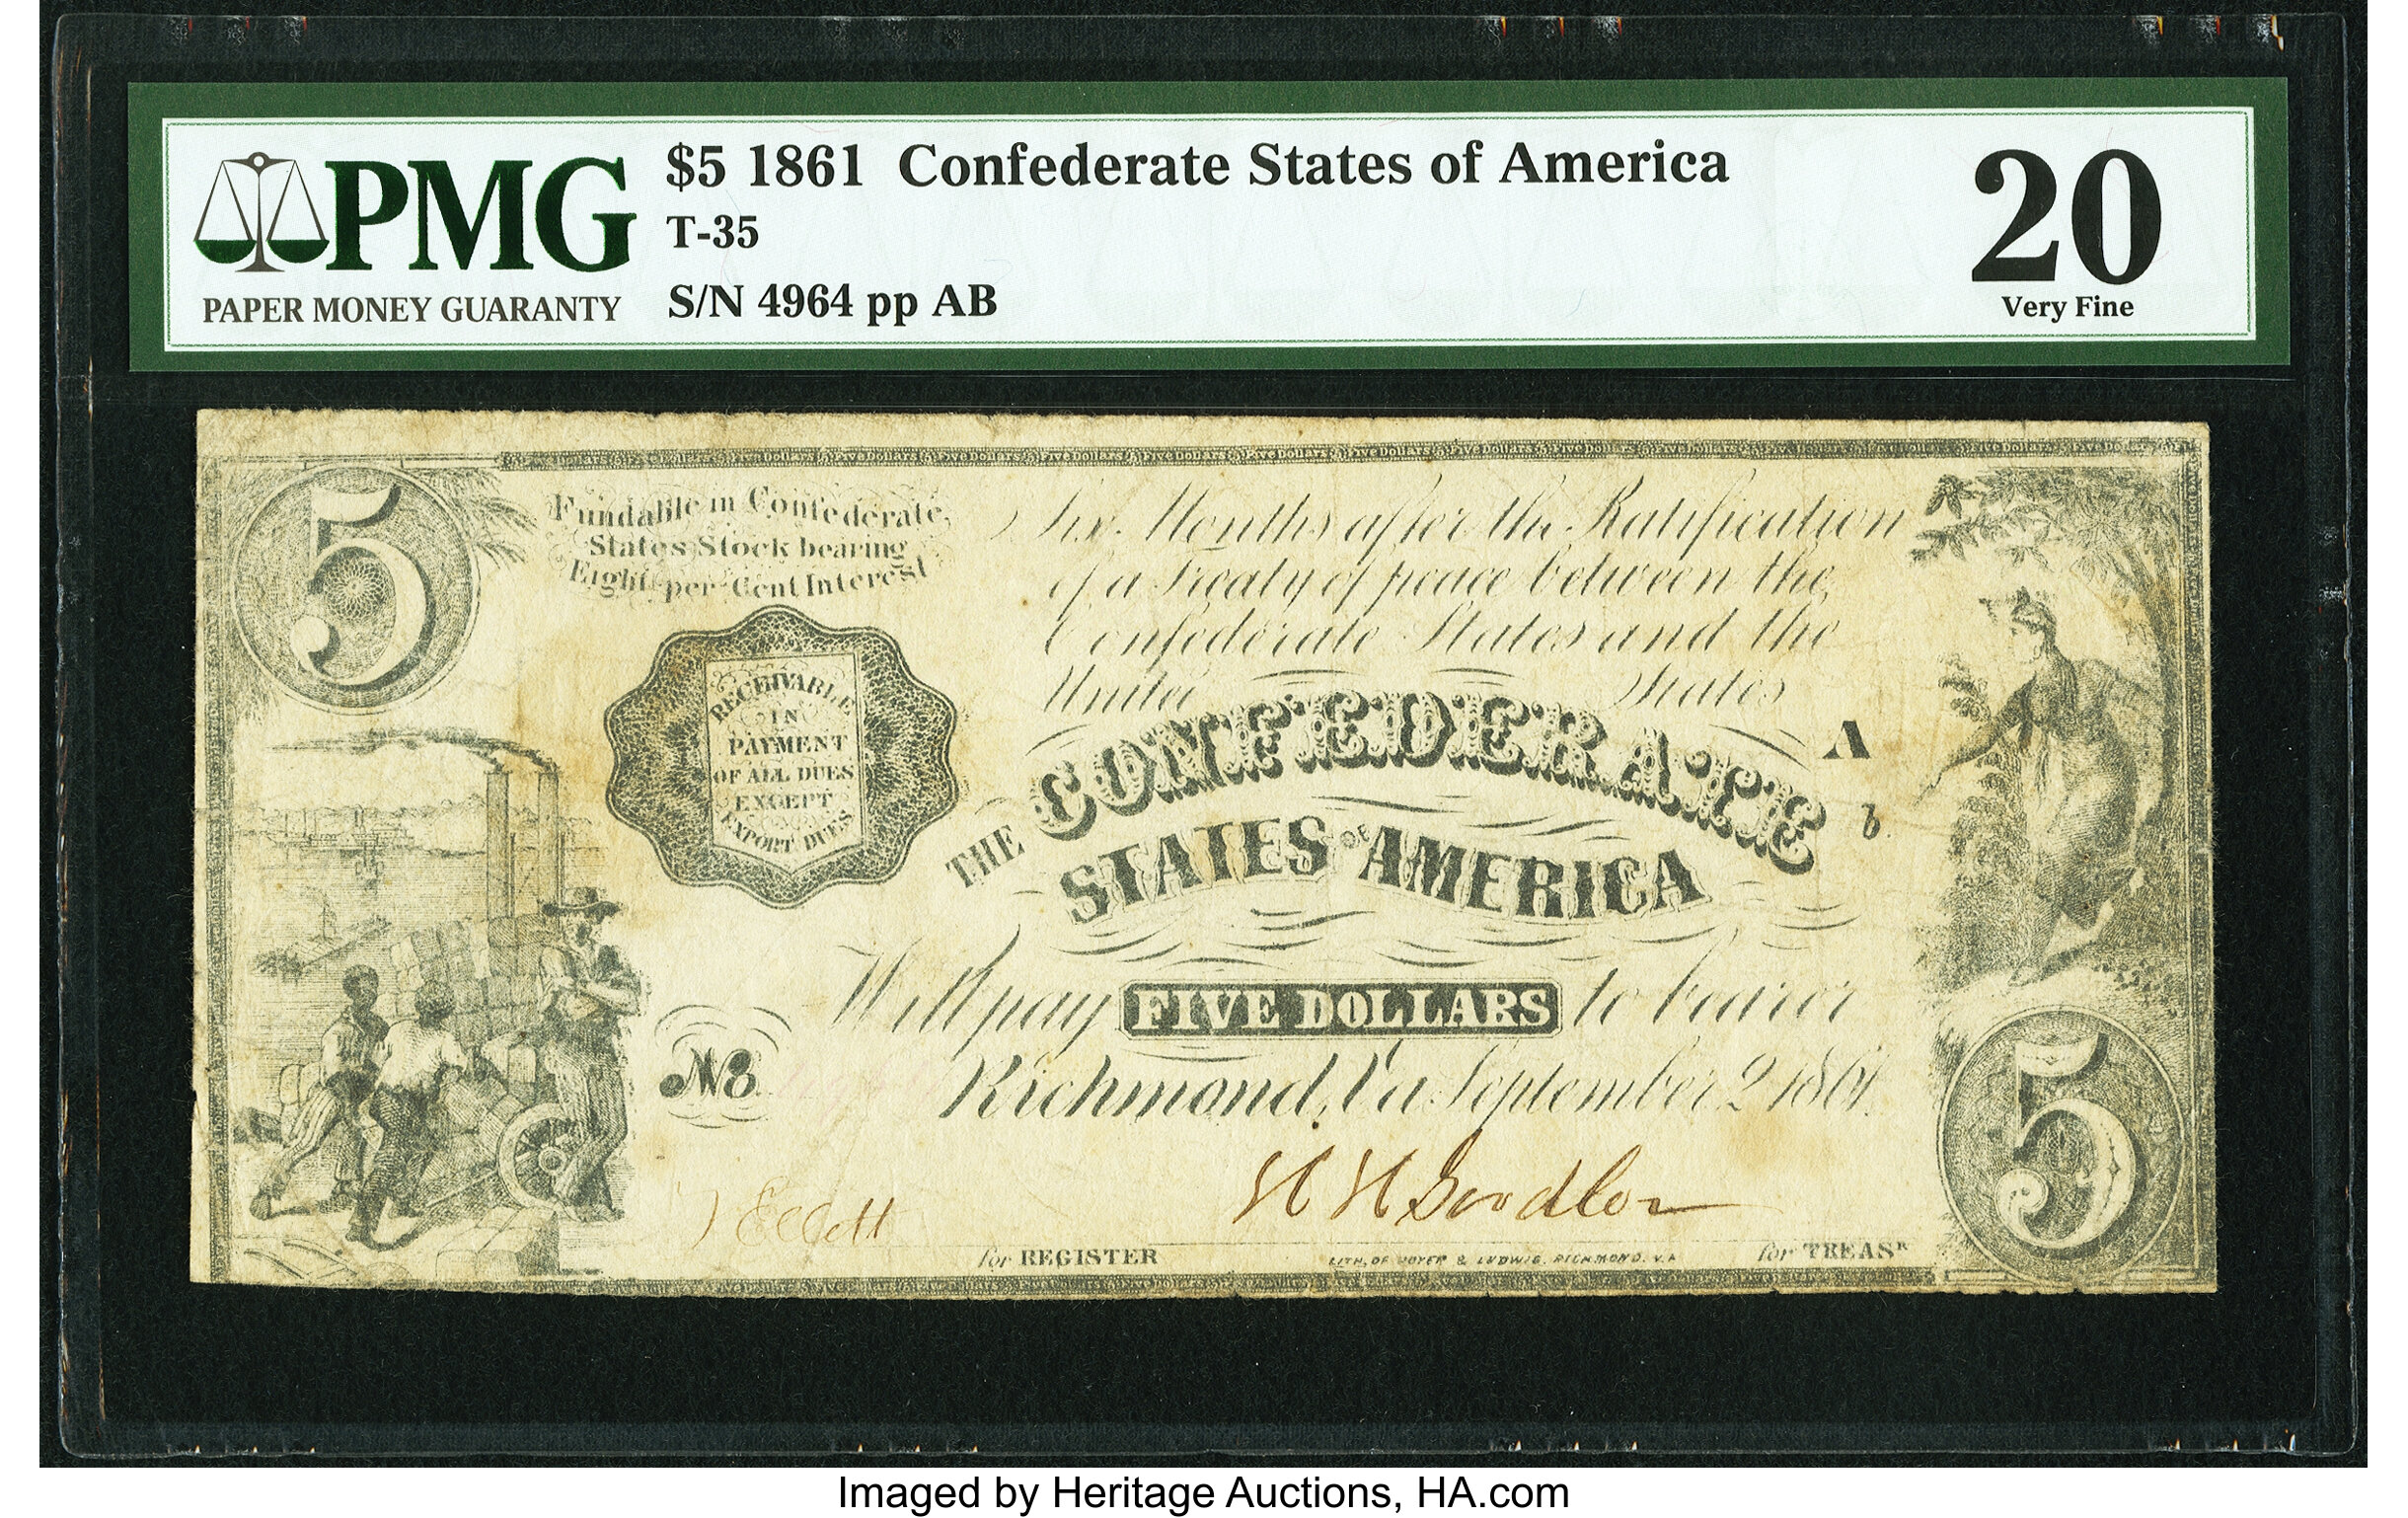 PMG
PAPER MONEY GUARANTY
$5 1861 Confederate States of America
T-35
S/N 4964 pp AB
20
Very Fine
5
Fundable in Confederate
States Stock bearing
Eight per Cent Interest
Six Months after the Ratification
of a Treaty of peace between the
Confederate States and the
United States
RECEIVABLE
IN
PAYMENT
OF ALL DUES
EXCEPT
EXPORT DUES
A
b
THE CONFEDERATE
STATES OF AMERICA
Will pay FIVE DOLLARS to bearer
No
Richmond, Va September 2 1861
for REGISTER
LITH, OF HOYER & LUDWIG, RICHMOND, VA
for TREASR
5
Imaged by Heritage Auctions, HA.com